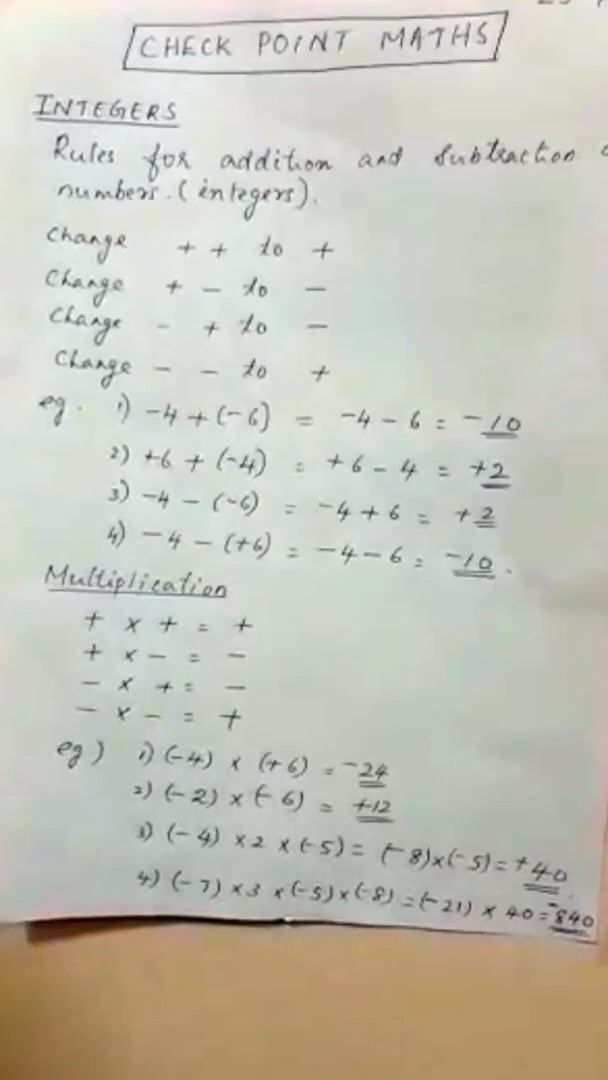 CHECK POINT MATHS
INTEGERS
Rules for addition and subtraction
numbers. (integers).
Change + + to +
Change + - to -
Change - + to -
Change - - to +
eg. 1) -4 + (-6) = -4 - 6 = -10
2) +6 + (-4) = +6 - 4 = +2
3) -4 - (-6) = -4 + 6 = +2
4) -4 - (+6) = -4 - 6 = -10.
Multiplication
+ x + = +
+ x - = -
- x + = -
- x - = +
eg) 1) (-4) x (+6) = -24
2) (-2) x (-6) = +12
3) (-4) x 2 x (-5) = (-8)x(-5) = +40
4) (-7) x 3 x (-5) x (-8) = (-21) x 40 = -840